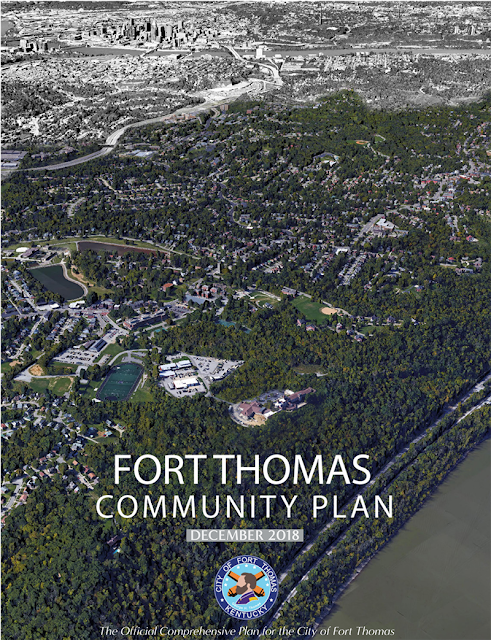 FORT THOMAS
COMMUNITY PLAN
DECEMBER 2018
CITY OF FORT THOMAS
KENTUCKY
The Official Comprehensive Plan for the City of Fort Thomas